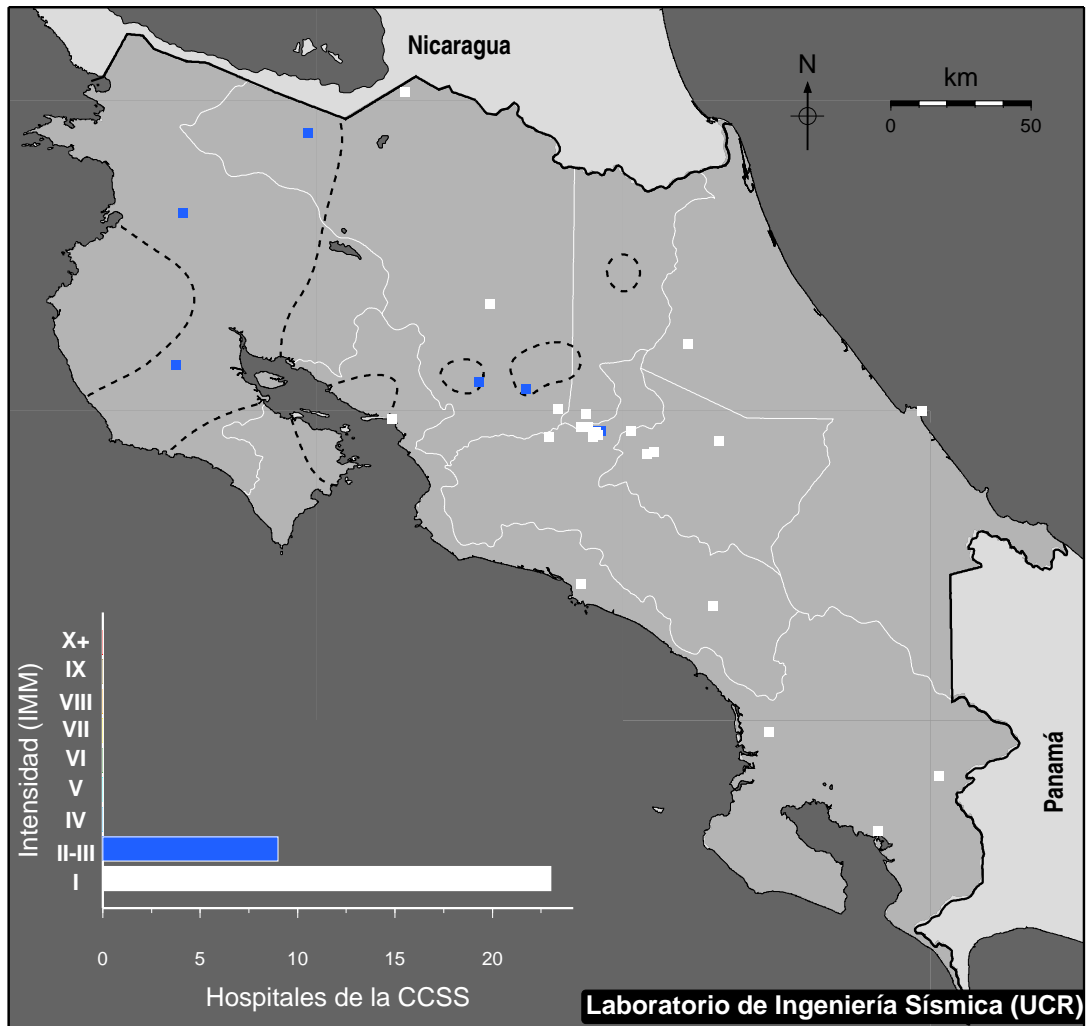 Nicaragua
N
km
0
50
Panamá
Intensidad (IMM)
X+
IX
VIII
VII
VI
V
IV
II-III
I
0 5 10 15 20
Hospitales de la CCSS
Laboratorio de Ingeniería Sísmica (UCR)